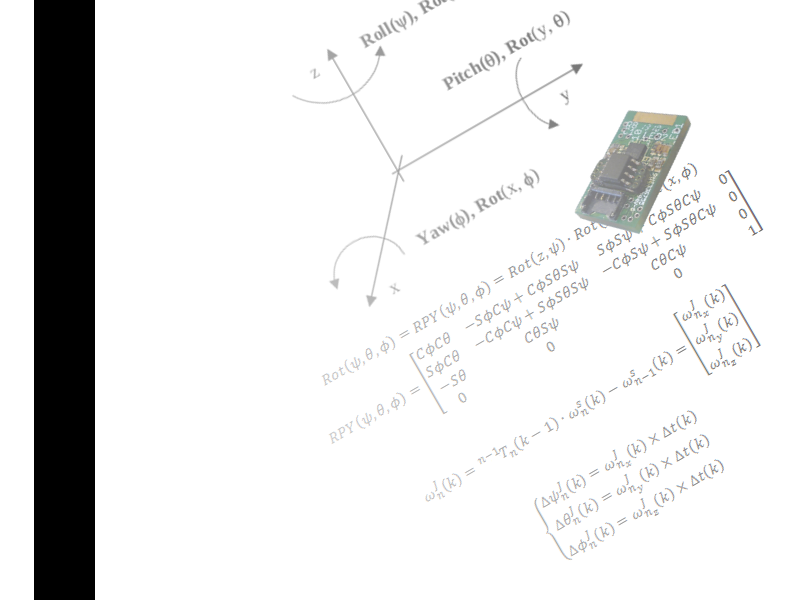 Roll(ψ),
z
Pitch(θ), Rot(y, θ)
y
Yaw(ϕ), Rot(x, ϕ)
x
Rot(ψ,θ,ϕ) = RPY(ψ,θ,ϕ) = Rot(z,ψ) · Rot( (x,ϕ)
RPY(ψ,θ,ϕ) =
CϕCθ −SϕCψ + CϕSθSψ SϕSψ CϕSθCψ 0
SϕCθ −CϕCψ + SϕSθSψ −CϕSψ + SϕSθCψ 0
−Sθ CθSψ CθCψ 0
0 0 0 1
ω_n^J(k) = ^{n−1}T_n(k−1) · ω_n^s(k) − ω_{n−1}^s(k) =
ω_{n_x}^J(k)
ω_{n_y}^J(k)
ω_{n_z}^J(k)
Δψ_n^J(k) = ω_{n_x}^J(k) × Δt(k)
Δθ_n^J(k) = ω_{n_y}^J(k) × Δt(k)
Δϕ_n^J(k) = ω_{n_z}^J(k) × Δt(k)